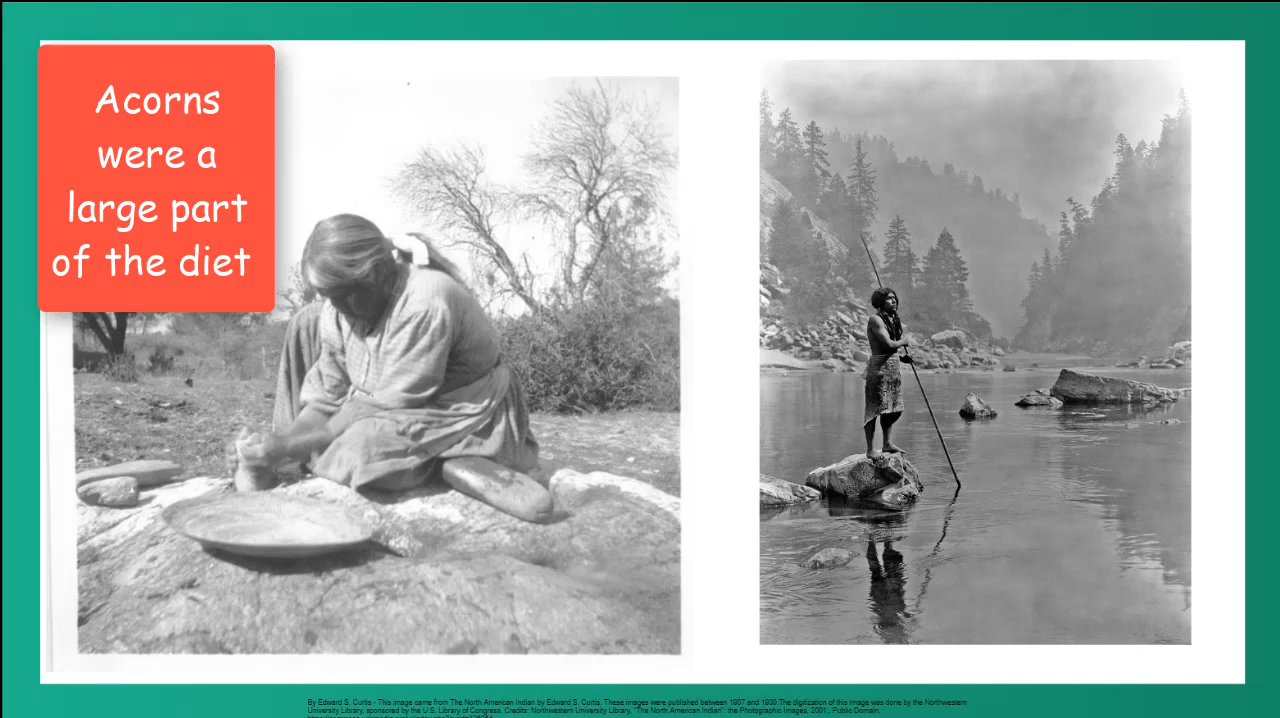 Acorns
were a
large part
of the diet
By Edward S. Curtis - This image came from The North American Indian by Edward S. Curtis, These images were published between 1907 and 1930.The digitization of this image was done by the Northwestern
University Library, sponsored by the U.S. Library of Congress. Credits: Northwestern University Library, "The North American Indian": the Photographic Images, 2001., Public Domain,